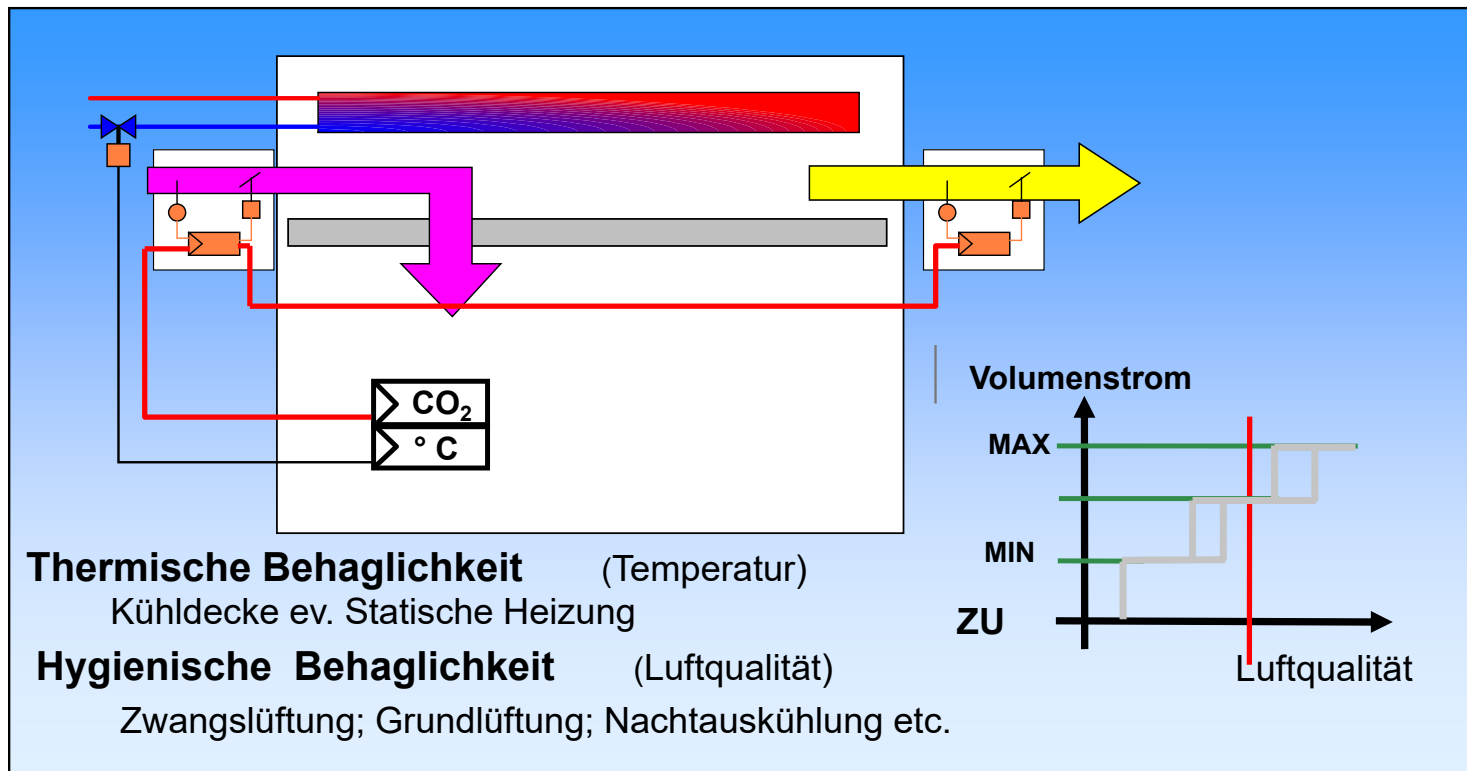 CO₂
° C
Volumenstrom
MAX
MIN
ZU
Luftqualität
Thermische Behaglichkeit (Temperatur)
Kühldecke ev. Statische Heizung
Hygienische Behaglichkeit (Luftqualität)
Zwangslüftung; Grundlüftung; Nachtauskühlung etc.